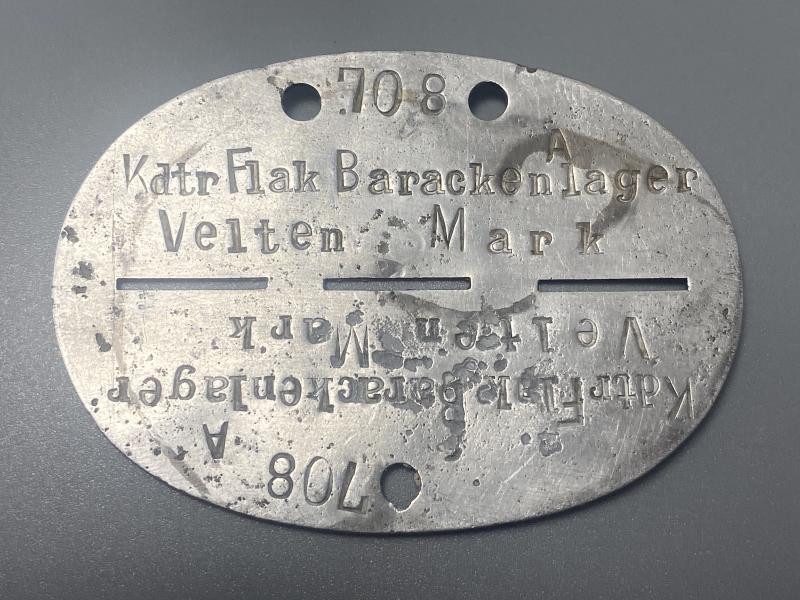 708
A
Kdtr Flak Barackenlager
Velten Mark
Velten Mark
Kdtr Flak Barackenlager
A
708